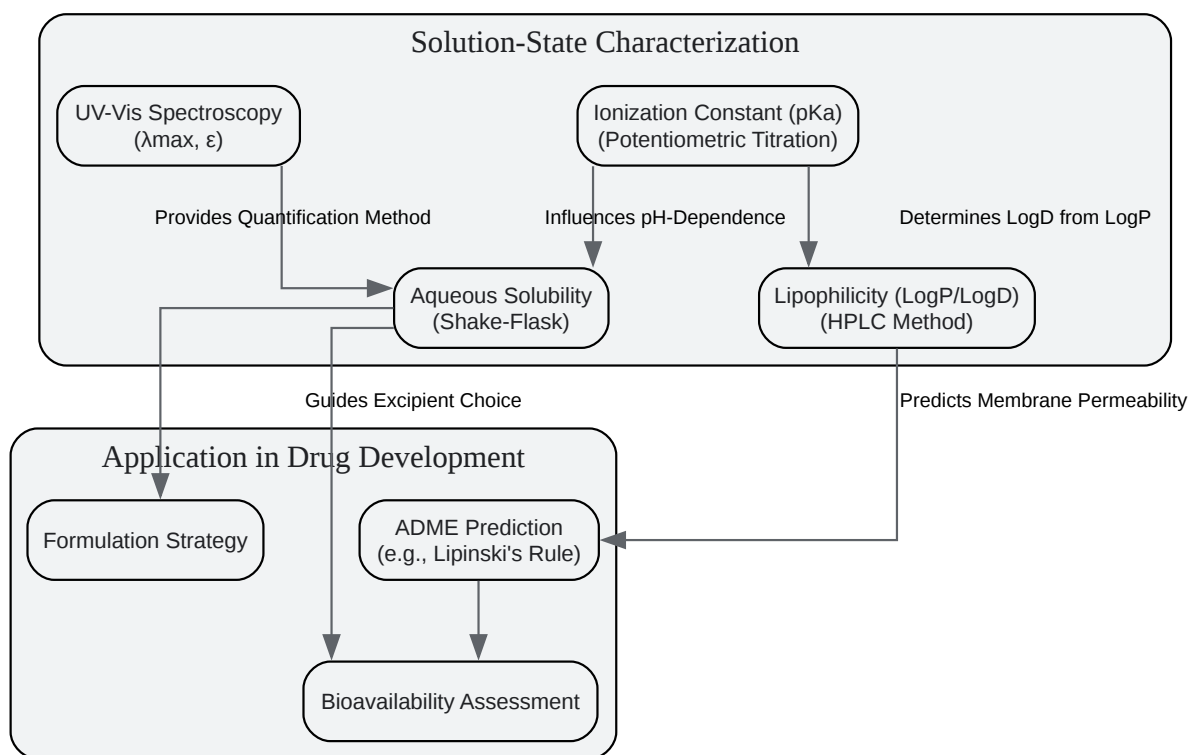 Solution-State Characterization
UV-Vis Spectroscopy
(λmax, ε)
Ionization Constant (pKa)
(Potentiometric Titration)
Provides Quantification Method
Influences pH-Dependence
Determines LogD from LogP
Aqueous Solubility
(Shake-Flask)
Lipophilicity (LogP/LogD)
(HPLC Method)
Guides Excipient Choice
Predicts Membrane Permeability
Application in Drug Development
Formulation Strategy
ADME Prediction
(e.g., Lipinski's Rule)
Bioavailability Assessment